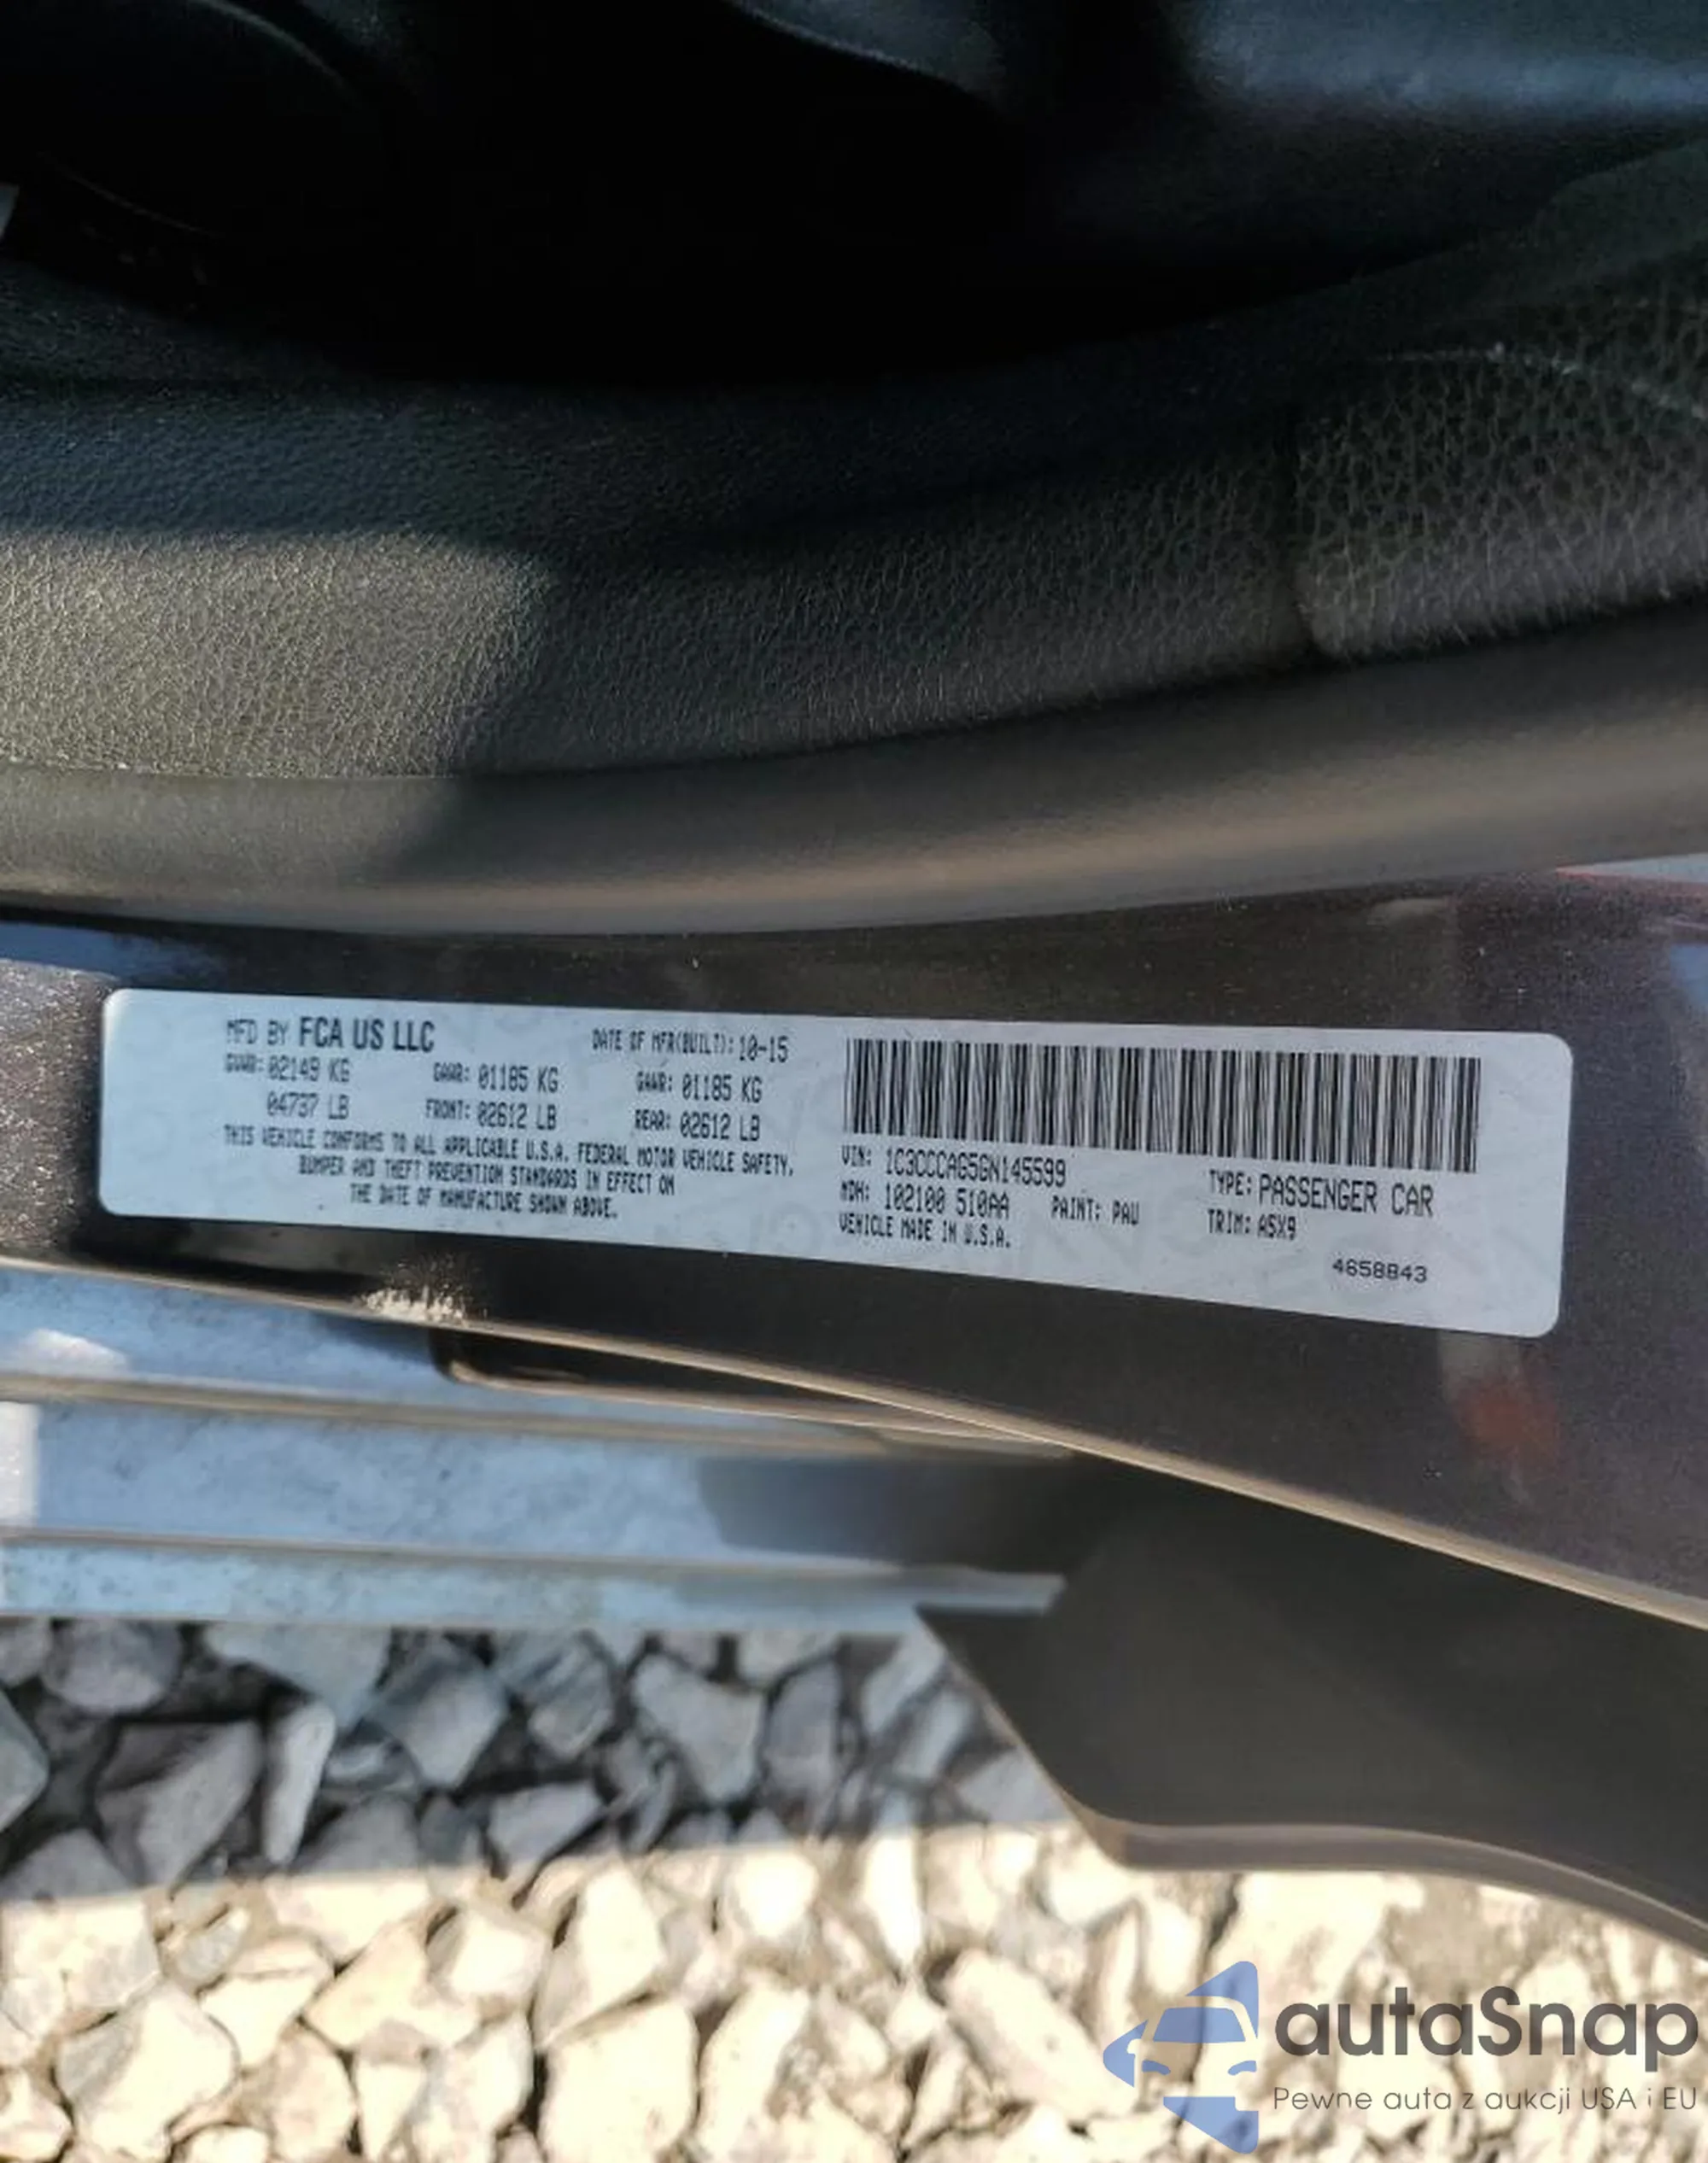 MFD BY FCA US LLC DATE OF MFR(BUILT): 10-15
GVWR: 02149 KG GAWR: 01185 KG GAWR: 01185 KG
04737 LB FRONT: 02612 LB REAR: 02612 LB
THIS VEHICLE CONFORMS TO ALL APPLICABLE U.S.A. FEDERAL MOTOR VEHICLE SAFETY,
BUMPER AND THEFT PREVENTION STANDARDS IN EFFECT ON
THE DATE OF MANUFACTURE SHOWN ABOVE.
VIN: 1C3CCCAG5GN145599 TYPE: PASSENGER CAR
MDH: 102100 510AA PAINT: PAU TRIM: A5X9
VEHICLE MADE IN U.S.A.
4658843
autaSnap
Pewne auta z aukcji USA i EU